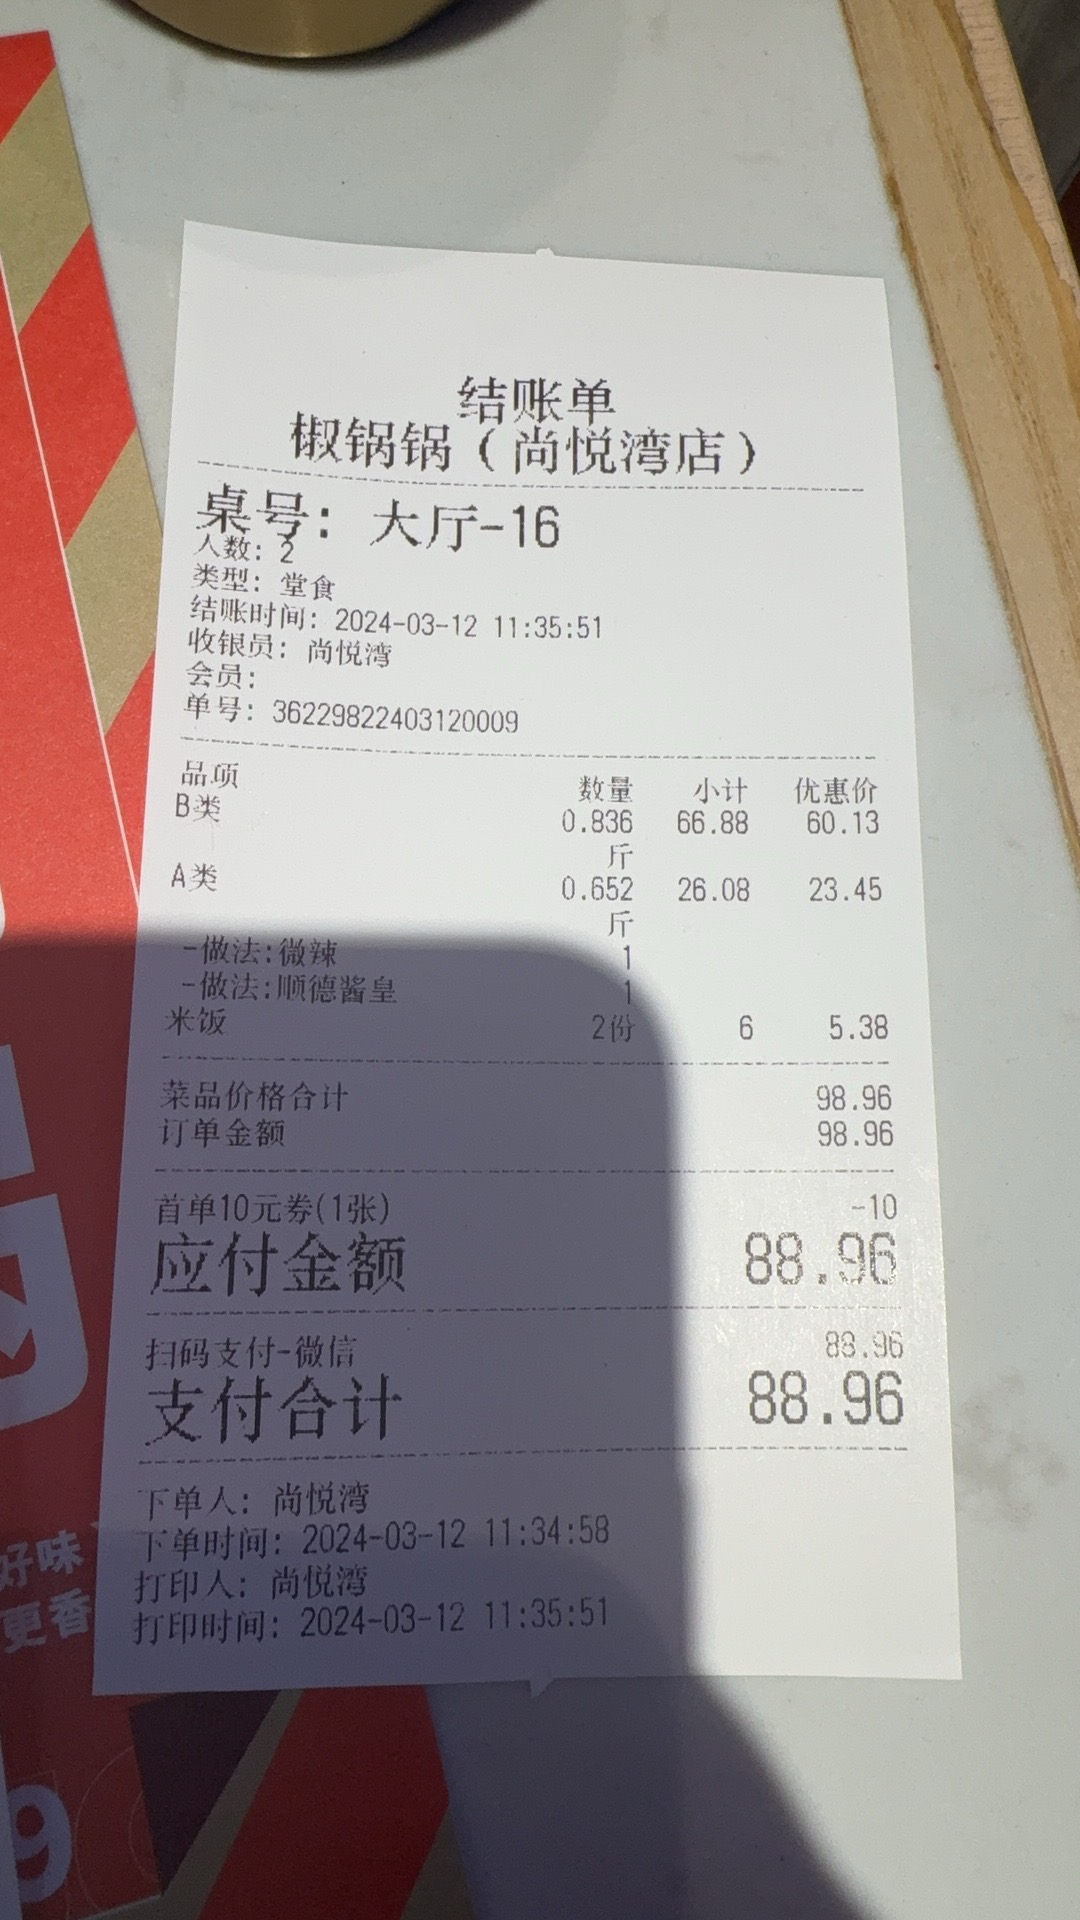 结账单
椒锅锅（尚悦湾店）
桌号：大厅-16
人数：2
类型：堂食
结账时间：2024-03-12 11:35:51
收银员：尚悦湾
会员：
单号：36229822403120009
品项 数量 小计 优惠价
B类 0.836 66.88 60.13
斤
A类 0.652 26.08 23.45
斤
-做法:微辣 1
-做法:顺德酱皇 1
米饭 2份 6 5.38
菜品价格合计 98.96
订单金额 98.96
首单10元券(1张) -10
应付金额 88.96
扫码支付-微信 88.96
支付合计 88.96
下单人：尚悦湾
下单时间：2024-03-12 11:34:58
打印人：尚悦湾
打印时间：2024-03-12 11:35:51
好味
更香
9